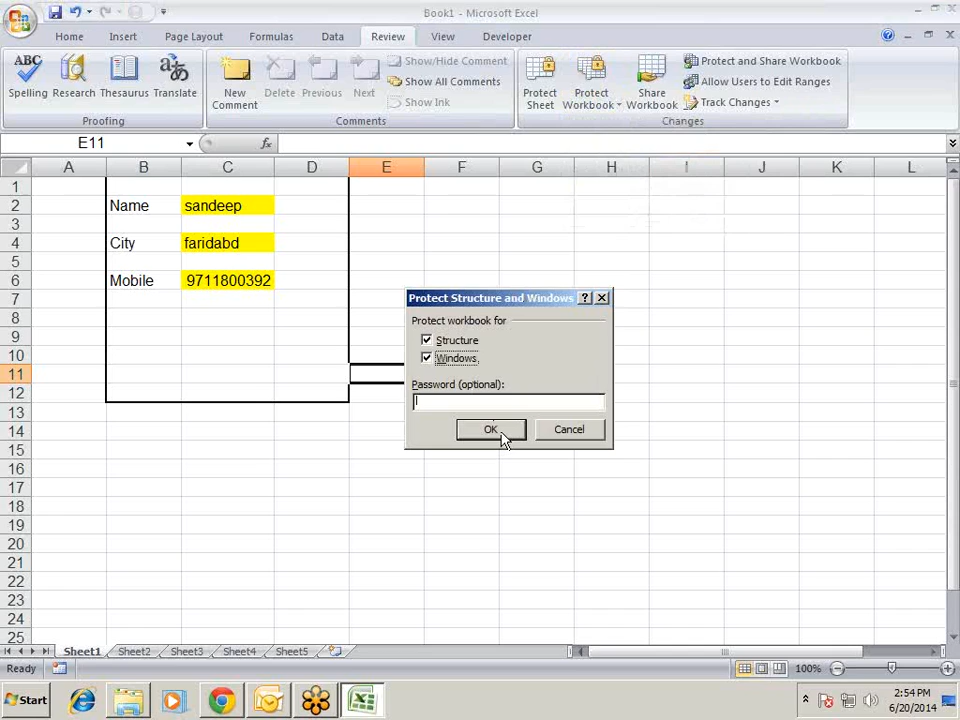 Book1 - Microsoft Excel
Home Insert Page Layout Formulas Data Review View Developer
ABC
Spelling Research Thesaurus Translate
New Comment Delete Previous Next
Show/Hide Comment
Show All Comments
Show Ink
Protect Sheet Protect Workbook Share Workbook
Protect and Share Workbook
Allow Users to Edit Ranges
Track Changes
Proofing Comments Changes
E11 fx
A B C D E F G H I J K L
1
2 Name sandeep
3
4 City faridabd
5
6 Mobile 9711800392
7
8
9
10
11
12
13
14
15
16
17
18
19
20
21
22
23
24
25
Protect Structure and Windows ?
Protect workbook for
Structure
Windows
Password (optional):
OK Cancel
Sheet1 Sheet2 Sheet3 Sheet4 Sheet5
Ready 100%
Start 2:54 PM
6/20/2014